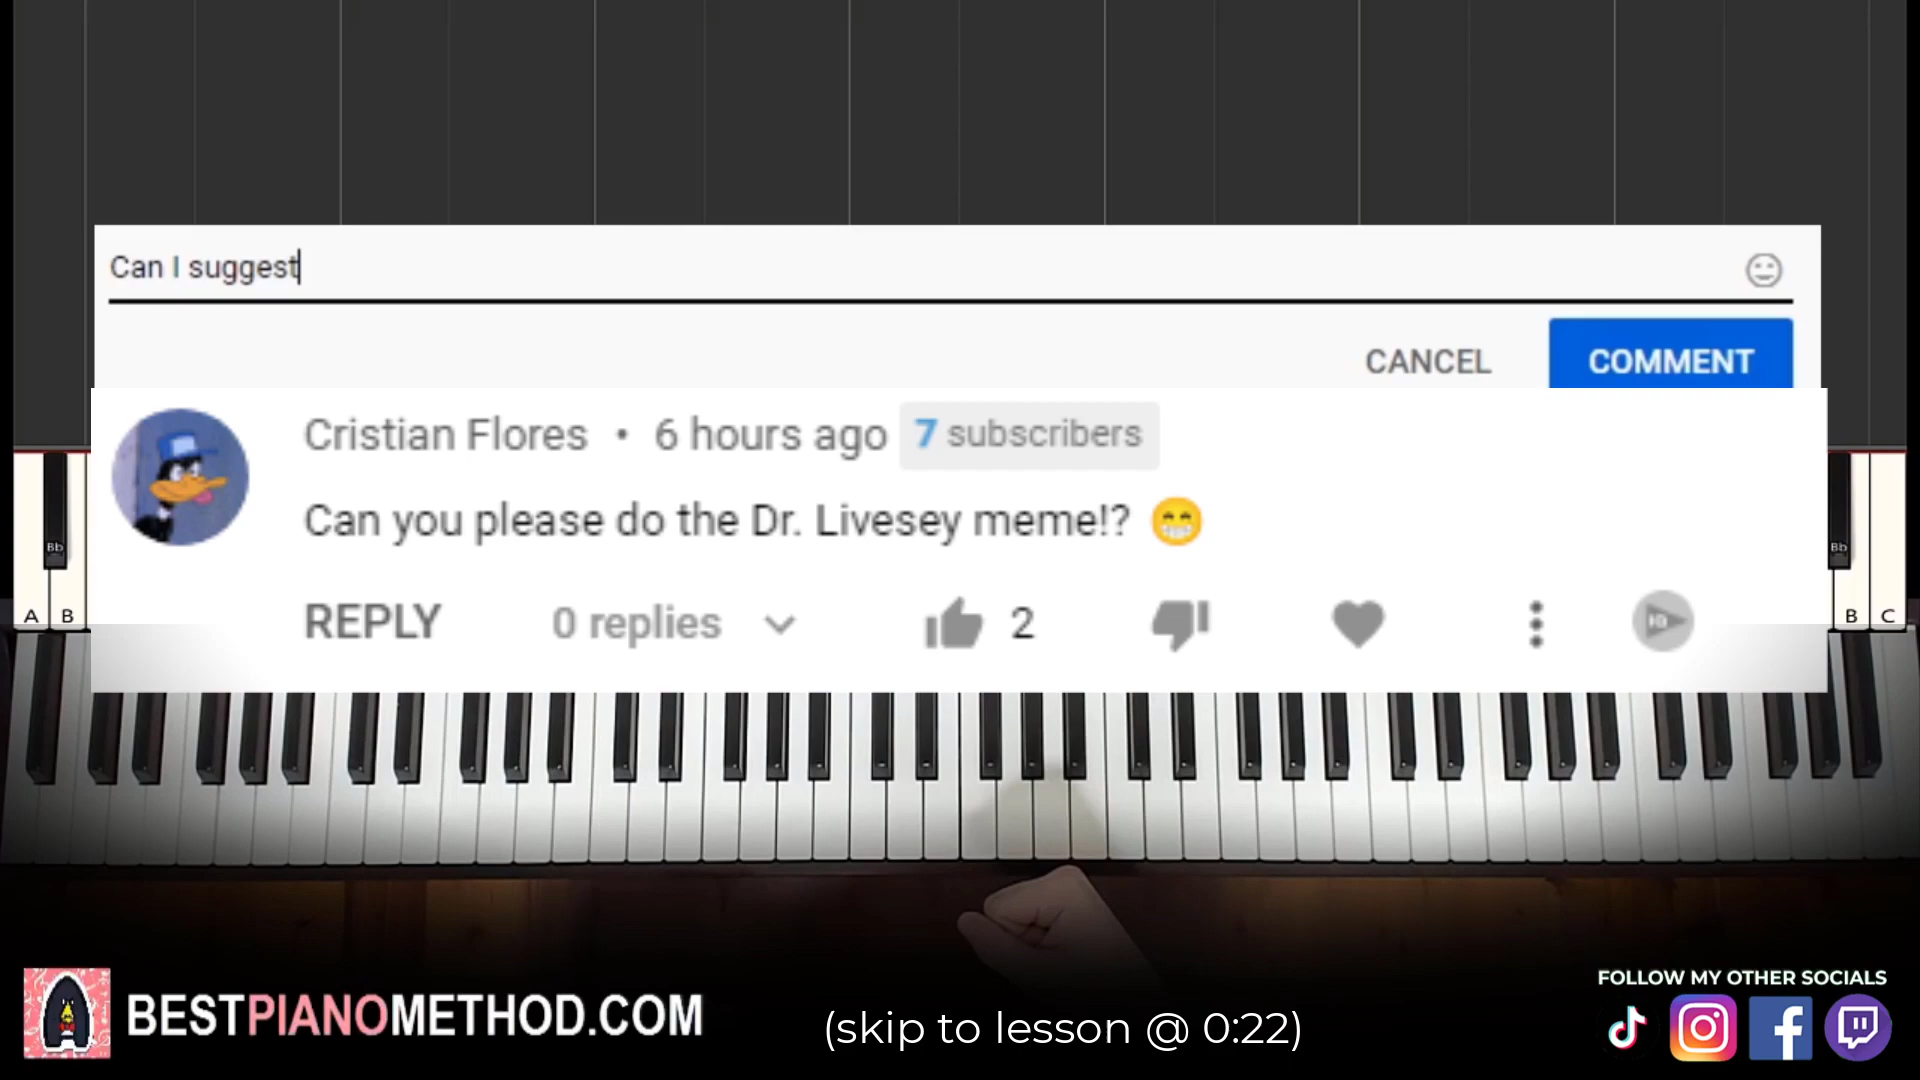 Can I suggest
CANCEL
COMMENT
Cristian Flores • 6 hours ago 7 subscribers
Can you please do the Dr. Livesey meme!? 😁
REPLY 0 replies 2
Bb
Bb
A B
B C
FOLLOW MY OTHER SOCIALS
BESTPIANOMETHOD.COM
(skip to lesson @ 0:22)